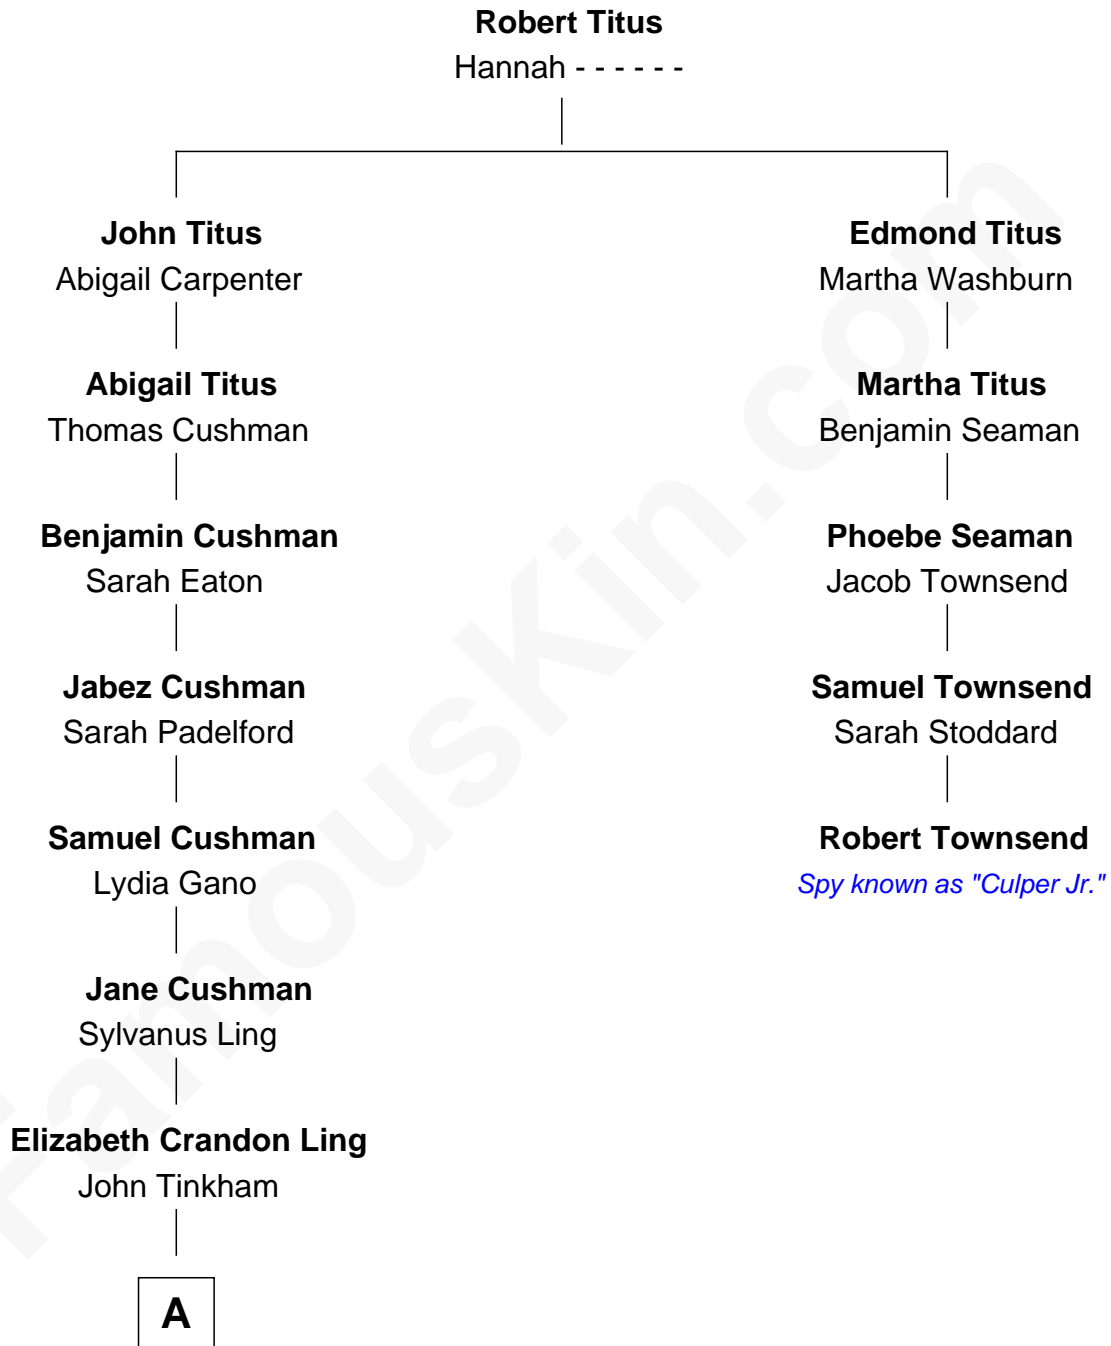 Robert Titus
Hannah - - - - - -
John Titus
Abigail Carpenter
Edmond Titus
Martha Washburn
Abigail Titus
Thomas Cushman
Martha Titus
Benjamin Seaman
Benjamin Cushman
Sarah Eaton
Phoebe Seaman
Jacob Townsend
Jabez Cushman
Sarah Padelford
Samuel Townsend
Sarah Stoddard
Samuel Cushman
Lydia Gano
Robert Townsend
Spy known as "Culper Jr."
Jane Cushman
Sylvanus Ling
Elizabeth Crandon Ling
John Tinkham
A
FamousKin.com